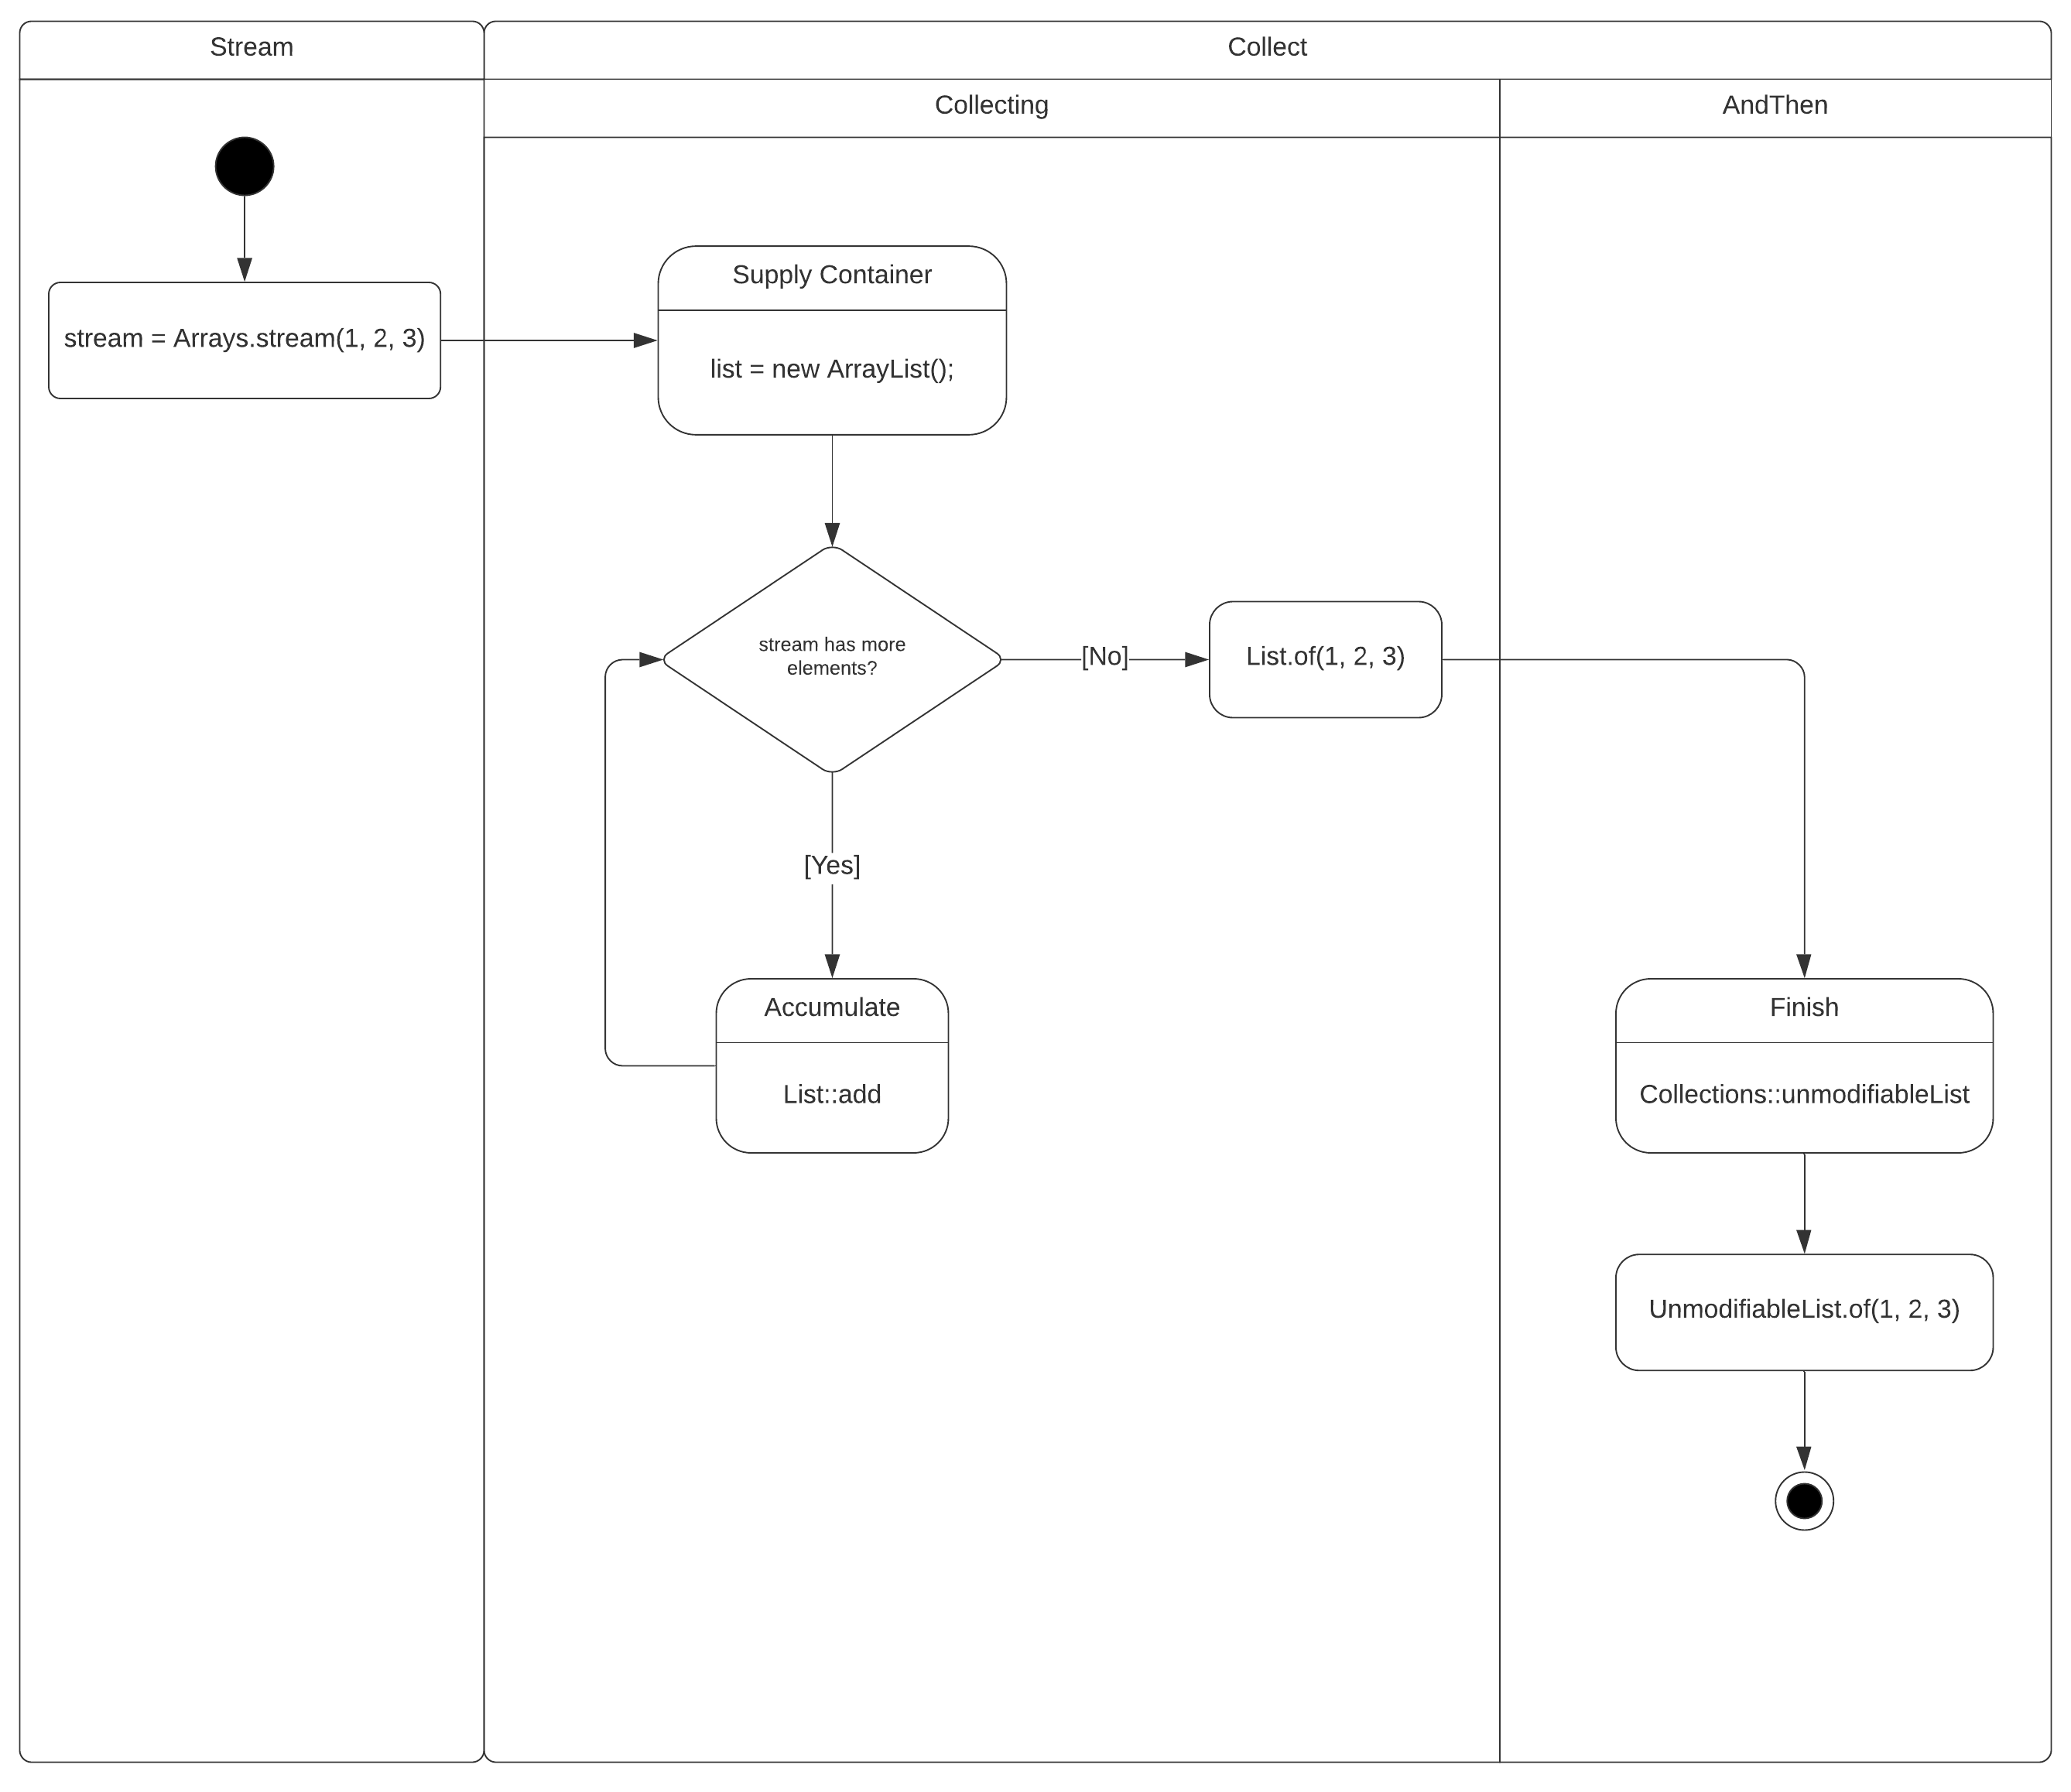 Stream
Collect
Collecting
AndThen
stream = Arrays.stream(1, 2, 3)
Supply Container
list = new ArrayList();
stream has more
elements?
[No]
List.of(1, 2, 3)
[Yes]
Accumulate
List::add
Finish
Collections::unmodifiableList
UnmodifiableList.of(1, 2, 3)